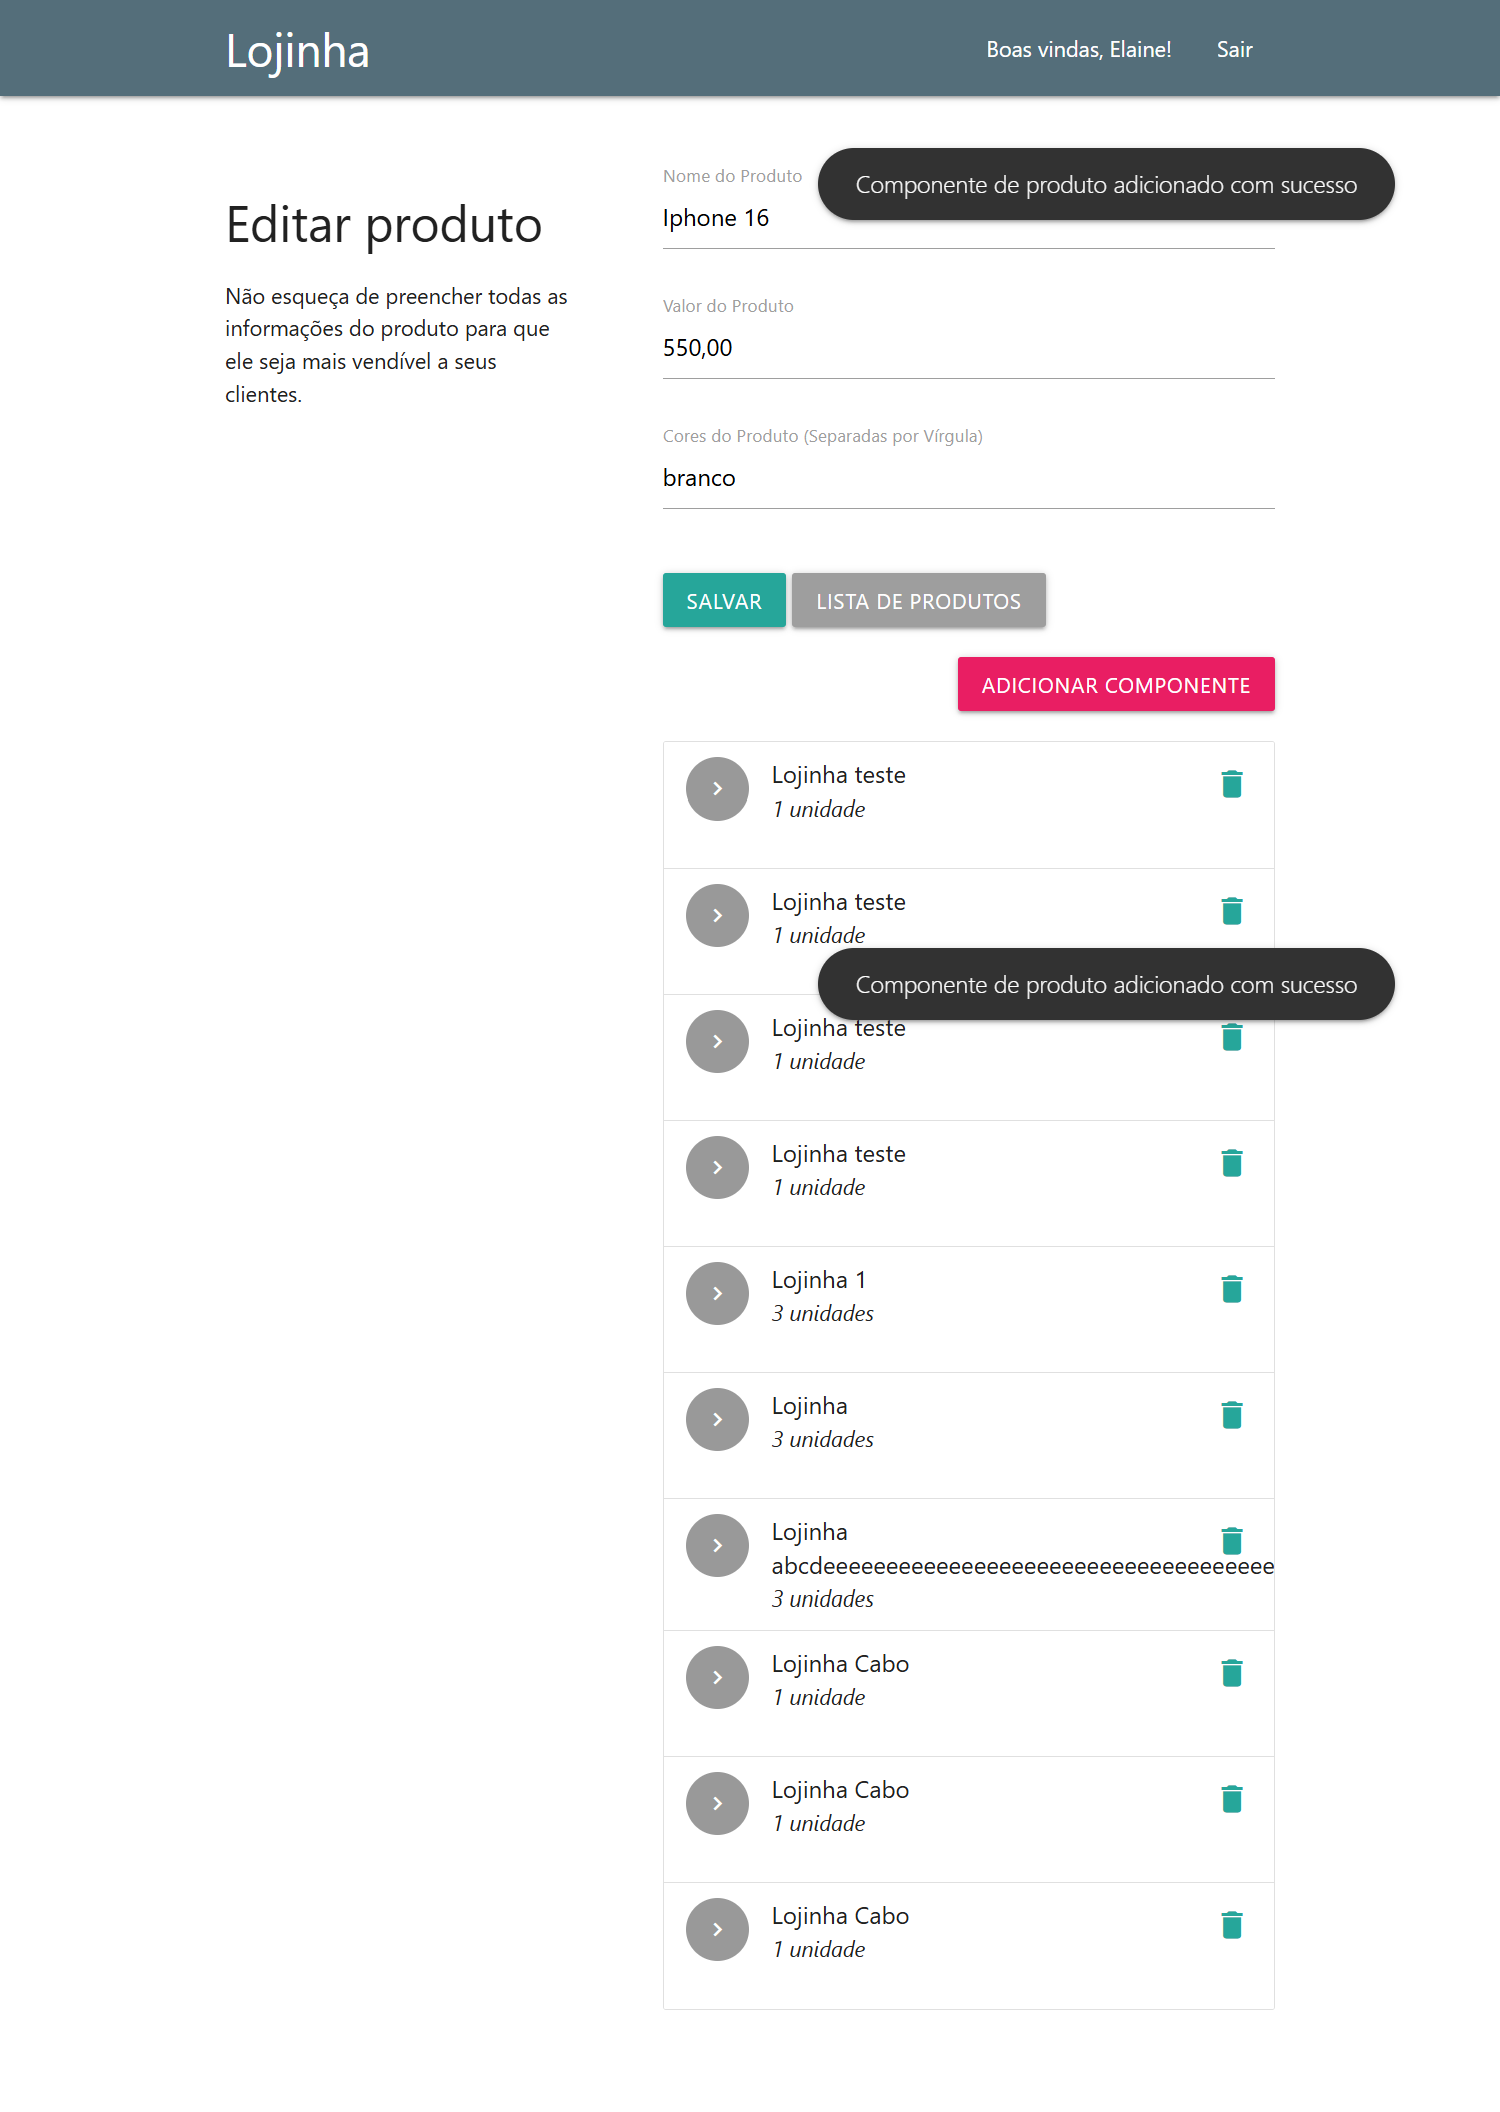 Lojinha
Boas vindas, Elaine!
Sair
Editar produto
Não esqueça de preencher todas as
informações do produto para que
ele seja mais vendível a seus
clientes.
Nome do Produto
Componente de produto adicionado com sucesso
Iphone 16
Valor do Produto
550,00
Cores do Produto (Separadas por Vírgula)
branco
SALVAR
LISTA DE PRODUTOS
ADICIONAR COMPONENTE
Lojinha teste
1 unidade
Lojinha teste
1 unidade
Componente de produto adicionado com sucesso
Lojinha teste
1 unidade
Lojinha teste
1 unidade
Lojinha 1
3 unidades
Lojinha
3 unidades
Lojinha
abcdeeeeeeeeeeeeeeeeeeeeeeeeeeeeeeeeeeee
3 unidades
Lojinha Cabo
1 unidade
Lojinha Cabo
1 unidade
Lojinha Cabo
1 unidade